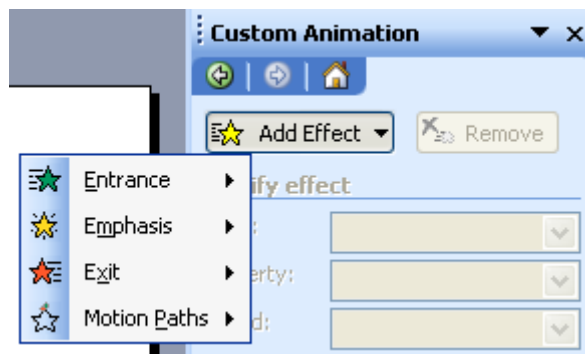 Custom Animation
Add Effect
Remove
ify effect
Entrance
Emphasis
erty:
Exit
Motion Paths
d: